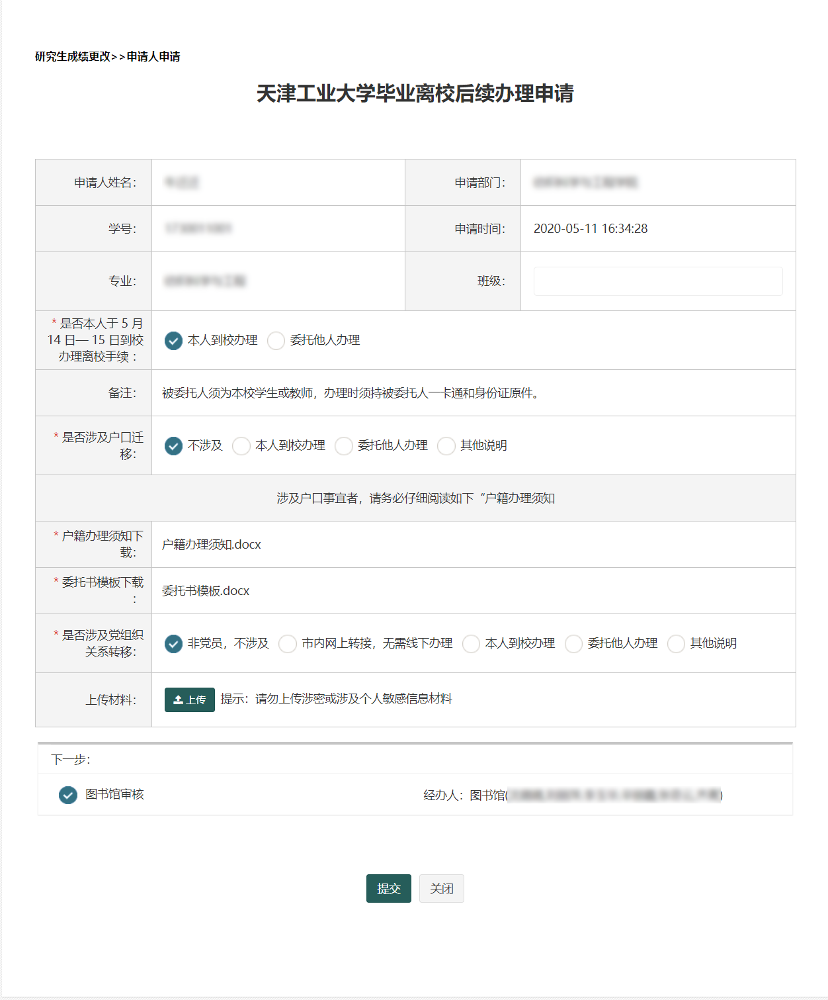 研究生成绩更改>>申请人申请
天津工业大学毕业离校后续办理申请
申请人姓名：
申请部门：
学号：
申请时间： 2020-05-11 16:34:28
专业：
班级：
* 是否本人于 5 月
14 日— 15 日到校
办理离校手续 ：
本人到校办理 委托他人办理
备注： 被委托人须为本校学生或教师，办理时须持被委托人一卡通和身份证原件。
* 是否涉及户口迁
移：
不涉及 本人到校办理 委托他人办理 其他说明
涉及户口事宜者，请务必仔细阅读如下“户籍办理须知
* 户籍办理须知下
载：
户籍办理须知.docx
* 委托书模板下载
：
委托书模板.docx
* 是否涉及党组织
关系转移：
非党员，不涉及 市内网上转接，无需线下办理 本人到校办理 委托他人办理 其他说明
上传材料： 上传 提示：请勿上传涉密或涉及个人敏感信息材料
下一步：
图书馆审核 经办人：图书馆( )
提交 关闭